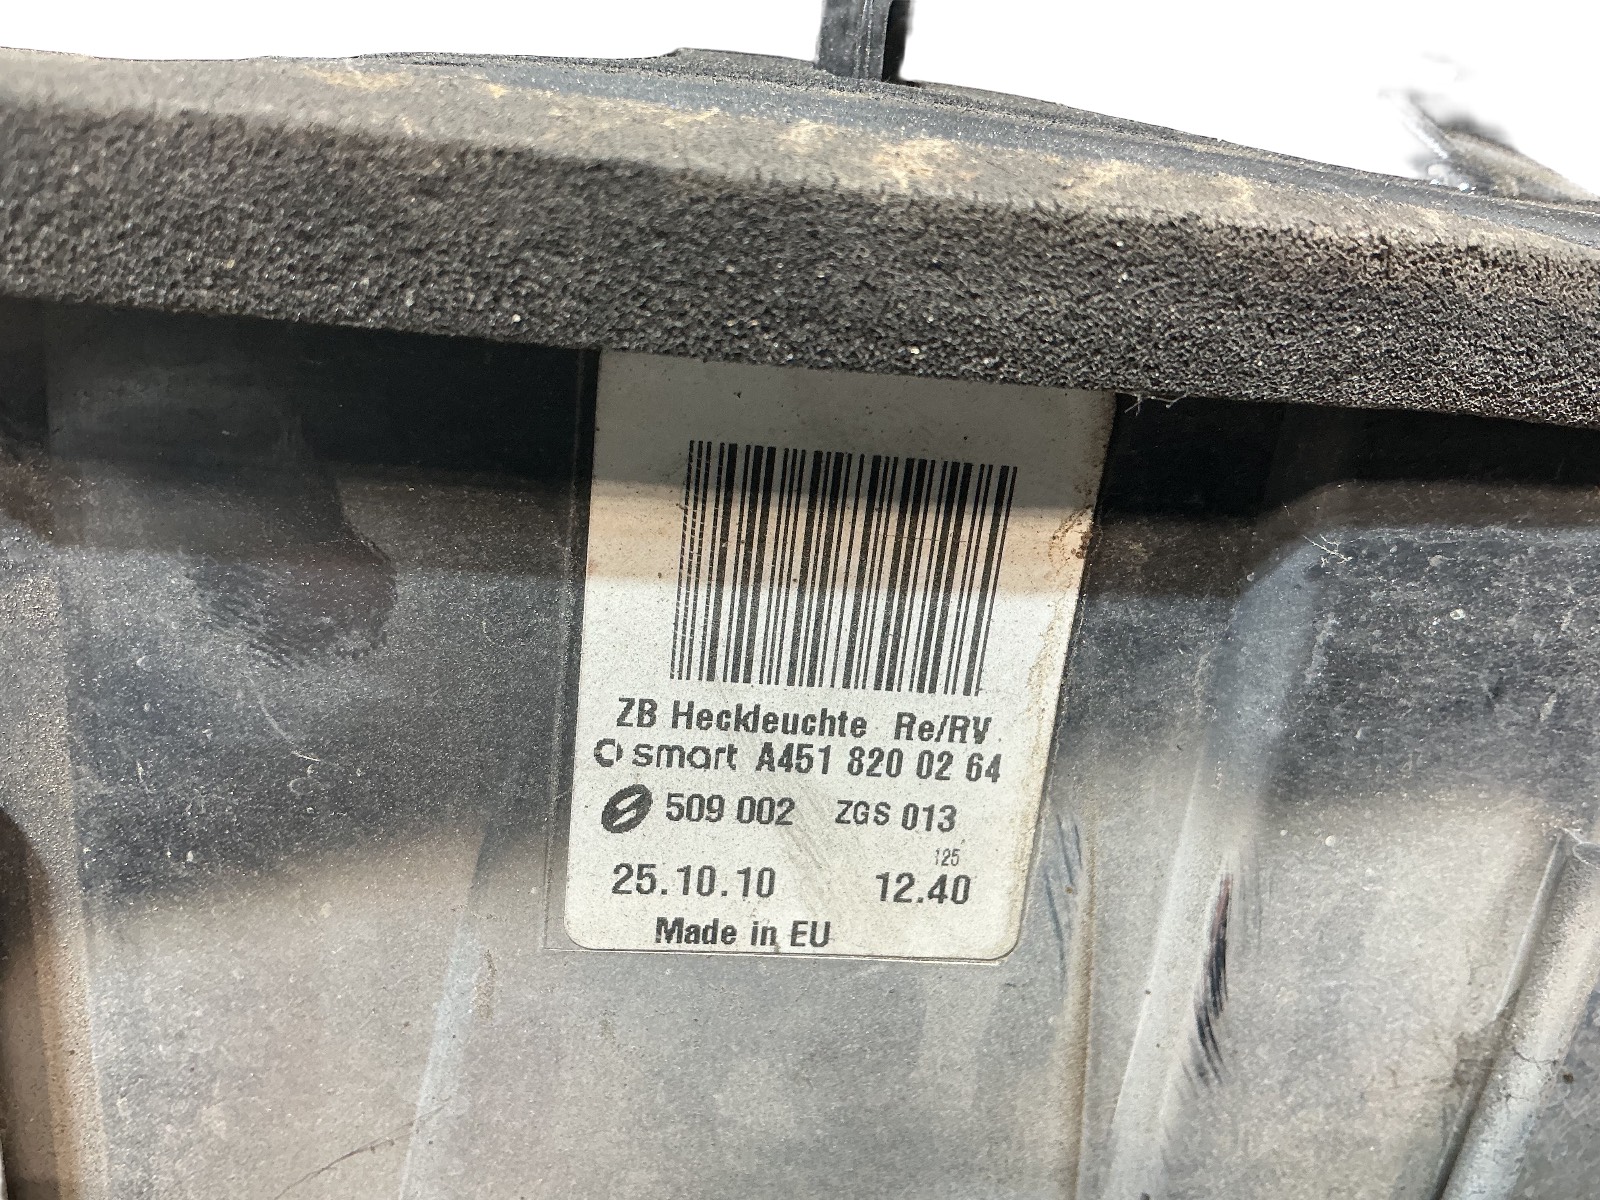 ZB Heckleuchte Re/RV
smart A451 820 02 64
509 002 ZGS 013
125
25.10.10 12.40
Made in EU